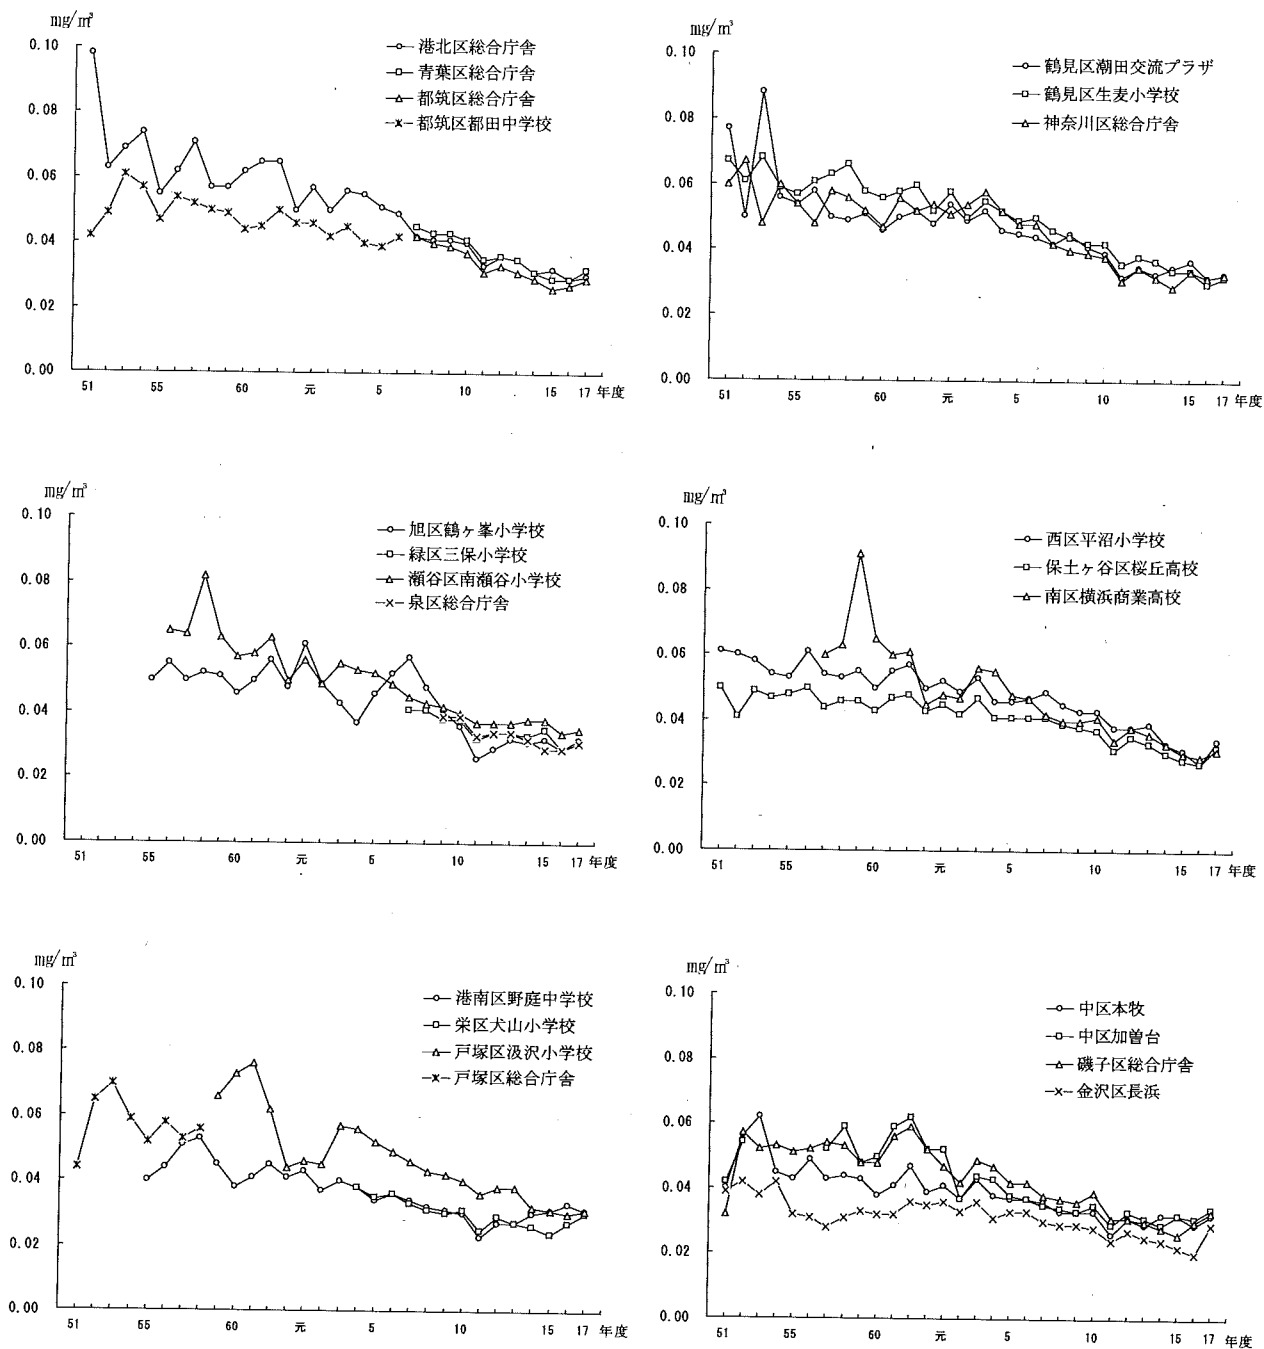 mg/m³
0.10
0.08
0.06
0.04
0.02
0.00
51 55 60 元 5 10 15 17 年度
港北区総合庁舎
青葉区総合庁舎
都筑区総合庁舎
都筑区都田中学校
mg/m³
0.10
0.08
0.06
0.04
0.02
0.00
51 55 60 元 5 10 15 17 年度
鶴見区潮田交流プラザ
鶴見区生麦小学校
神奈川区総合庁舎
mg/m³
0.10
0.08
0.06
0.04
0.02
0.00
51 55 60 元 5 10 15 17 年度
旭区鶴ヶ峯小学校
緑区三保小学校
瀬谷区南瀬谷小学校
泉区総合庁舎
mg/m³
0.10
0.08
0.06
0.04
0.02
0.00
51 55 60 元 5 10 15 17 年度
西区平沼小学校
保土ヶ谷区桜丘高校
南区横浜商業高校
mg/m³
0.10
0.08
0.06
0.04
0.02
0.00
51 55 60 元 5 10 15 17 年度
港南区野庭中学校
栄区犬山小学校
戸塚区汲沢小学校
戸塚区総合庁舎
mg/m³
0.10
0.08
0.06
0.04
0.02
0.00
51 55 60 元 5 10 15 17 年度
中区本牧
中区加曽台
磯子区総合庁舎
金沢区長浜